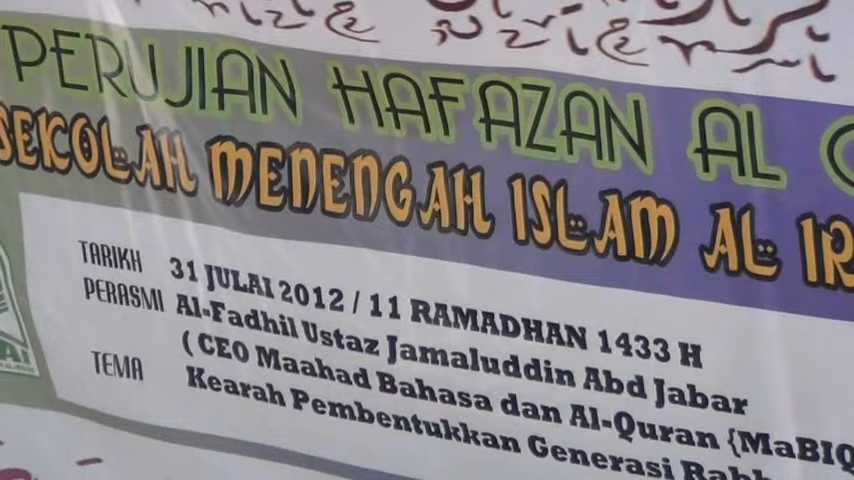 PERUJIAN HAFAZAN AL
SEKOLAH MENENGAH ISLAM AL
TARIKH 31 JULAI 2012 / 11 RAMADHAN 1433 H
PERASMI Al-Fadhil Ustaz Jamaluddin Abd Jabar
( CEO Maahad Bahasa dan Al-Quran {MaBIQ
TEMA Kearah Pembentukkan Generasi